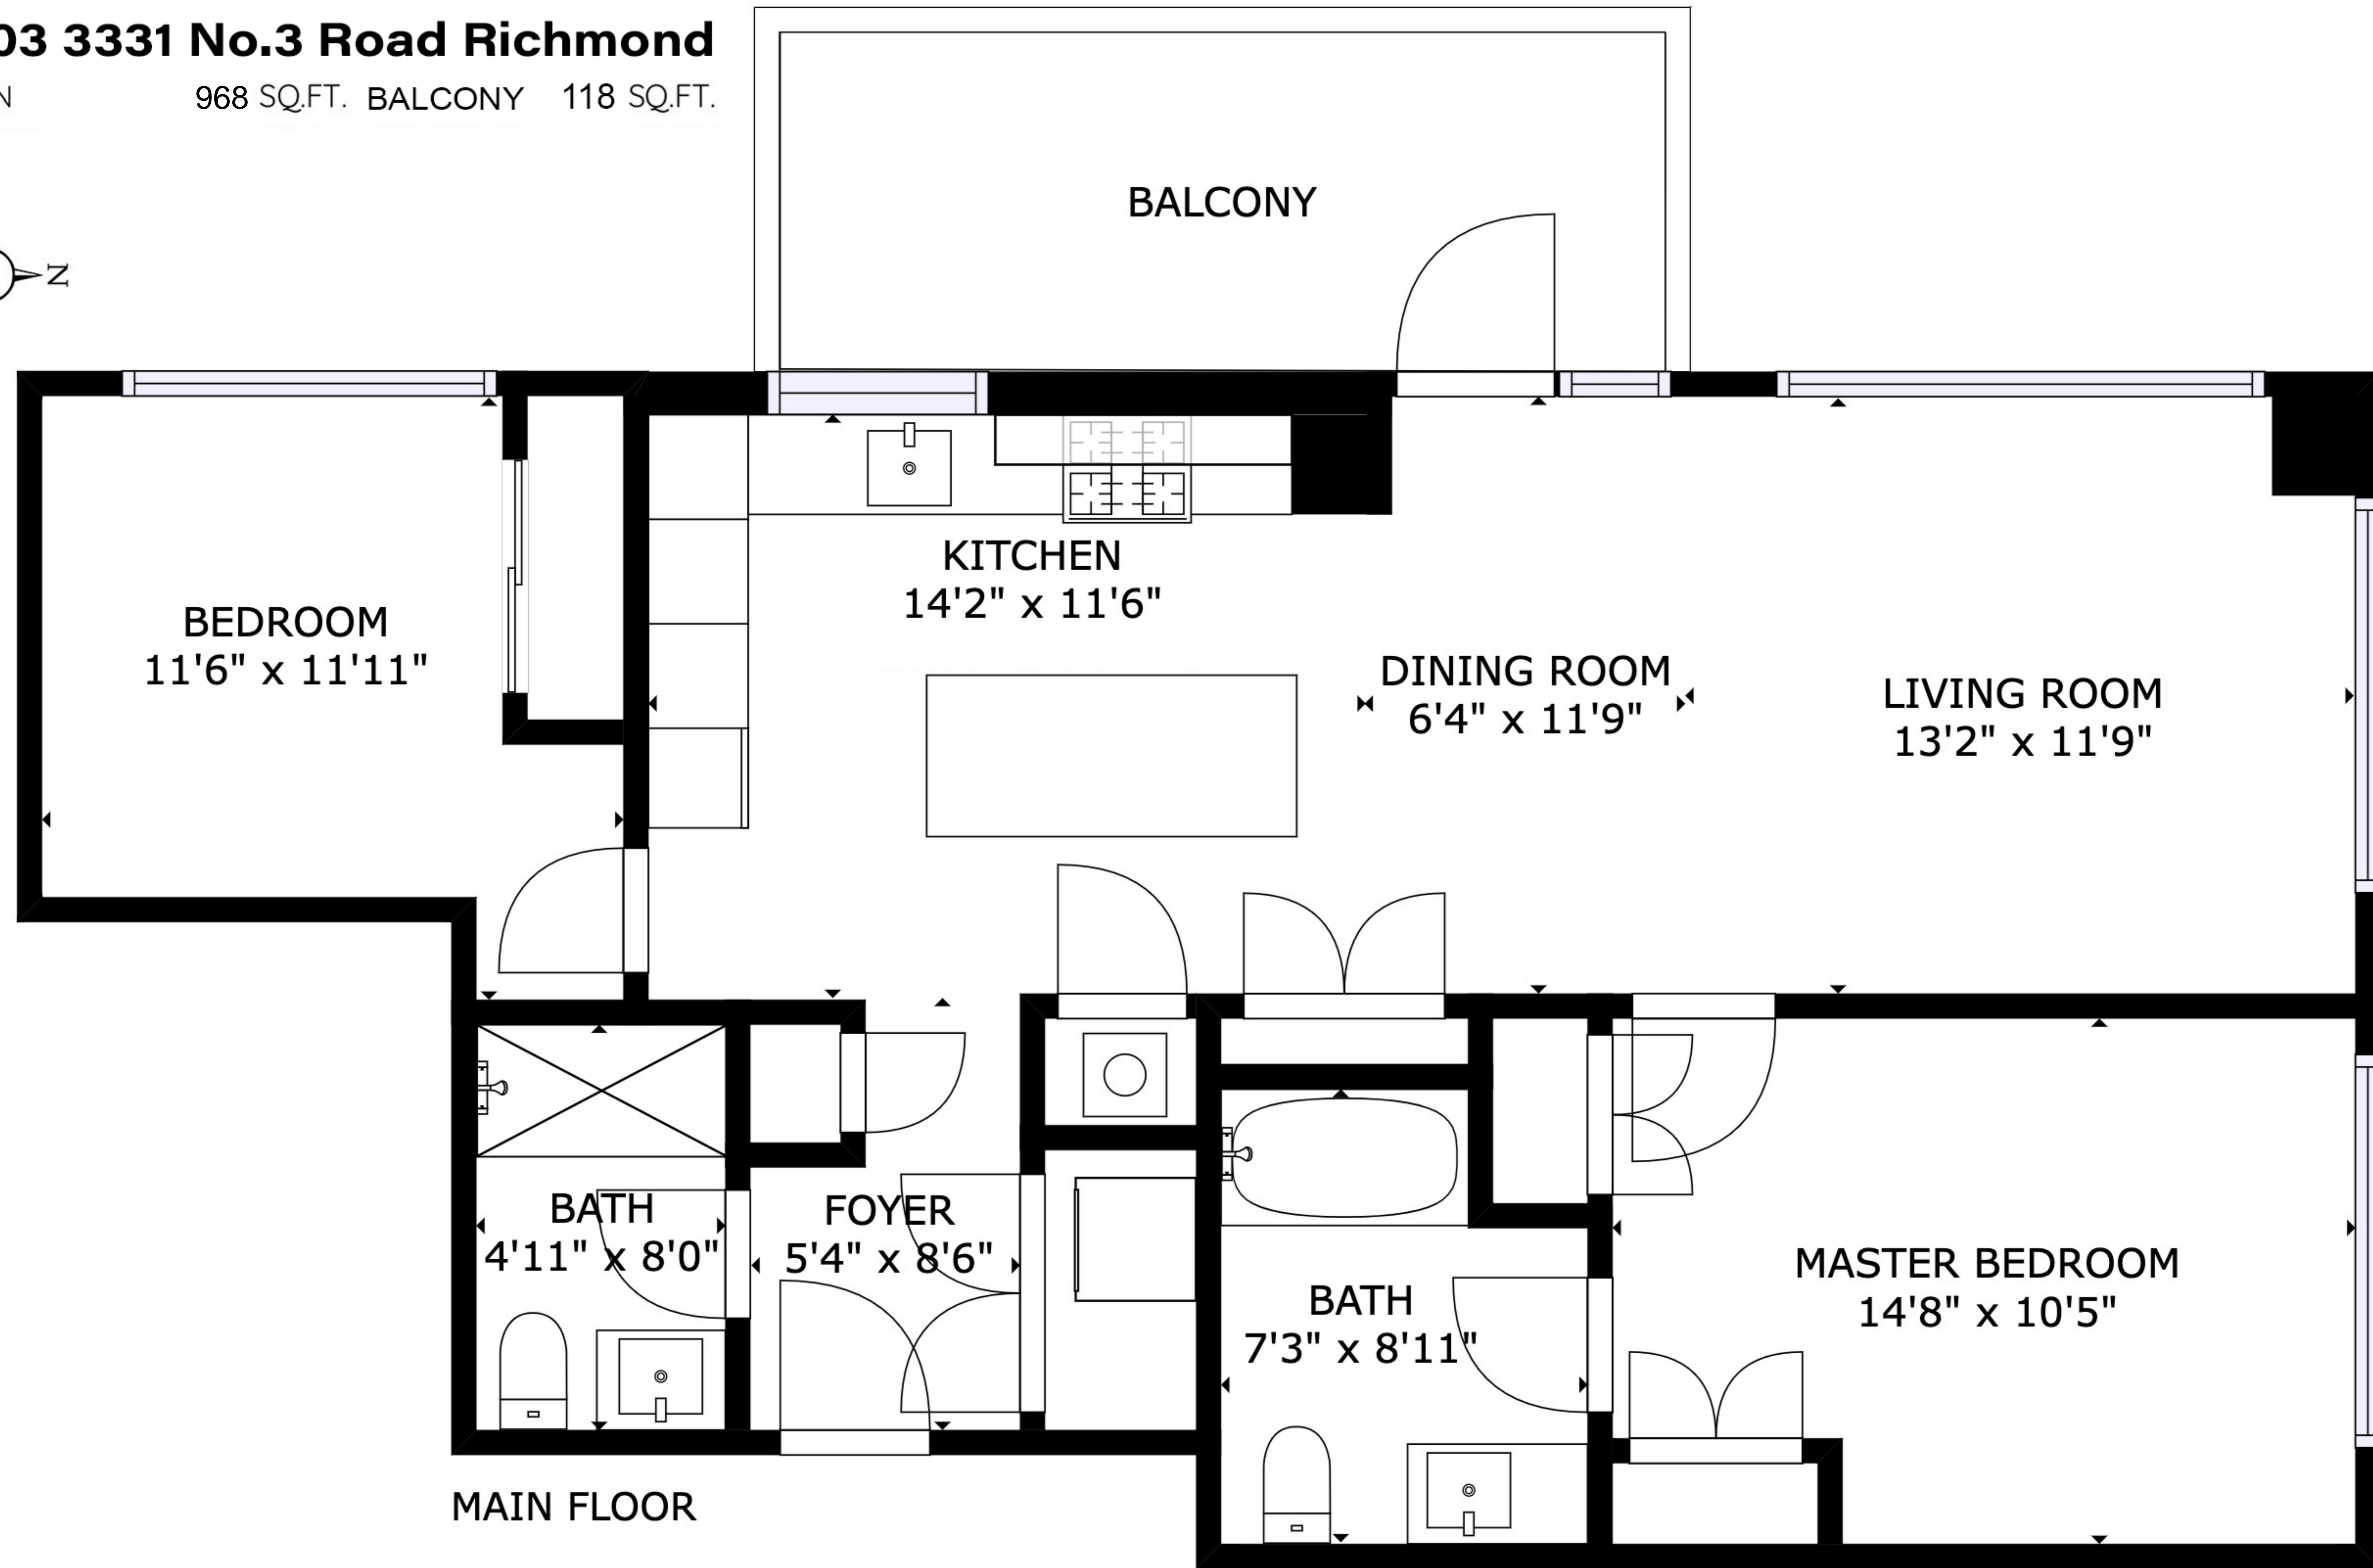 03 3331 No.3 Road Richmond
N 968 SQ.FT. BALCONY 118 SQ.FT.
BALCONY
N
KITCHEN
14'2" x 11'6"
BEDROOM
11'6" x 11'11"
DINING ROOM
6'4" x 11'9"
LIVING ROOM
13'2" x 11'9"
BATH
4'11" x 8'0"
FOYER
5'4" x 8'6"
BATH
7'3" x 8'11"
MASTER BEDROOM
14'8" x 10'5"
MAIN FLOOR